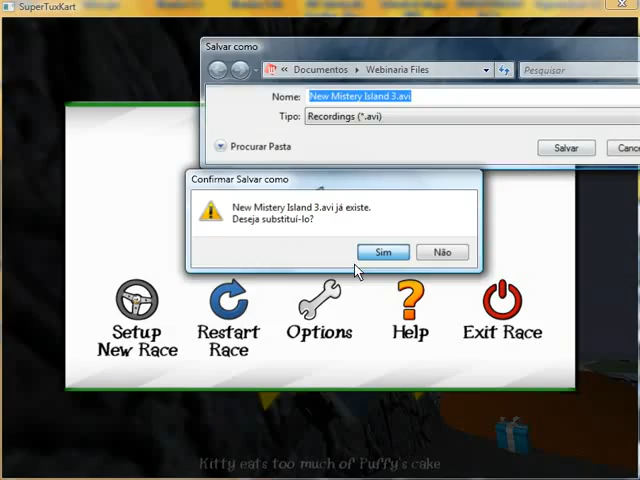 SuperTuxKart
Salvar como
« Documentos Webinaria Files
Pesquisar
Nome: New Mistery Island 3.avi
Tipo: Recordings (*.avi)
Procurar Pasta
Salvar
Cance
Confirmar Salvar como
New Mistery Island 3.avi já existe.
Deseja substituí-lo?
Sim
Não
Setup
New Race
Restart
Race
Options
Help
Exit Race
Kitty eats too much of Puffy's cake